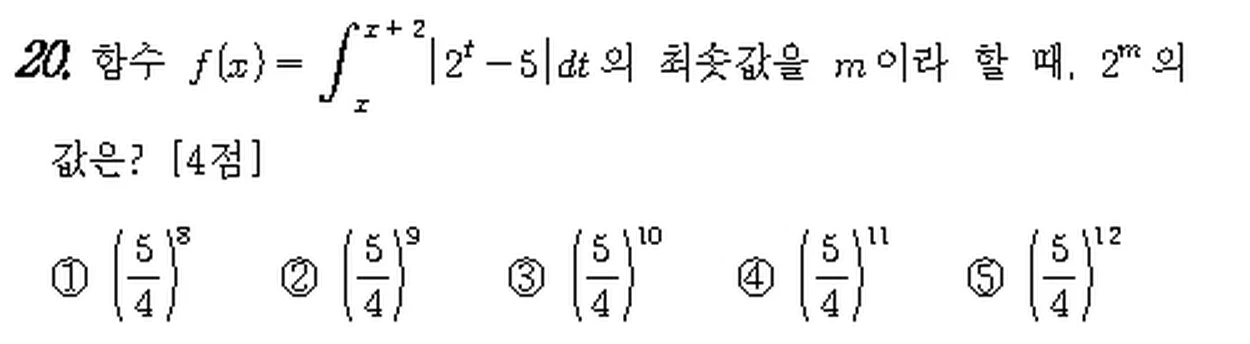 20. 함수 f(x) = ∫_x^{x+2} |2^t − 5| dt 의 최솟값을 m이라 할 때, 2^m의
값은? [4점]
① (5/4)^8 ② (5/4)^9 ③ (5/4)^10 ④ (5/4)^11 ⑤ (5/4)^12